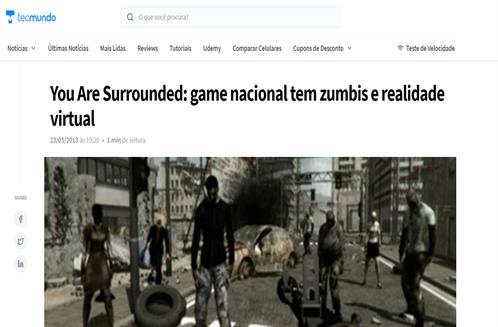 tecmundo
O que você procura?
Notícias Últimas Notícias Mais Lidas Reviews Tutoriais Udemy Comparar Celulares Cupons de Desconto Teste de Velocidade
You Are Surrounded: game nacional tem zumbis e realidade
virtual
23/05/2013 às 19:20 • 1 min de leitura
SHARE